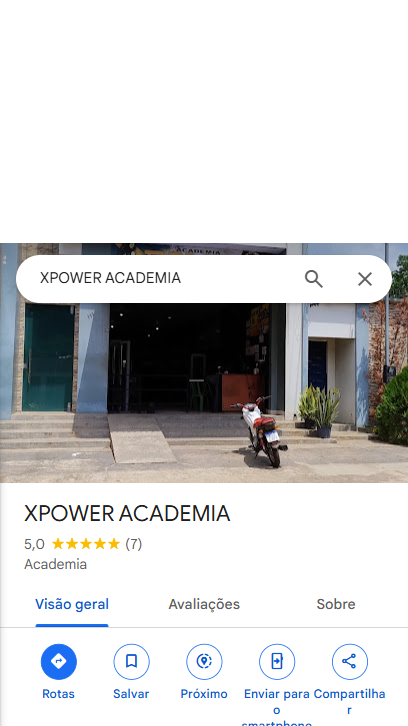 ACADEMIA
XPOWER ACADEMIA
XPOWER ACADEMIA
5,0 (7)
Academia
Visão geral Avaliações Sobre
Rotas Salvar Próximo Enviar para o smartphone Compartilhar